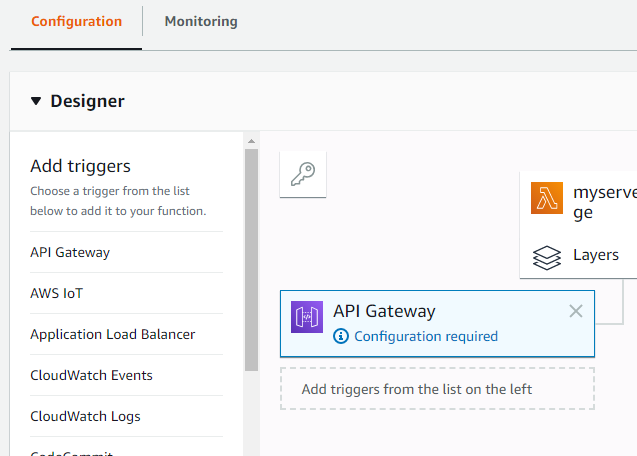 Configuration
Monitoring
Designer
Add triggers
Choose a trigger from the list
below to add it to your function.
API Gateway
AWS IoT
Application Load Balancer
CloudWatch Events
CloudWatch Logs
CodeCommit
myserve
ge
Layers
API Gateway
Configuration required
Add triggers from the list on the left